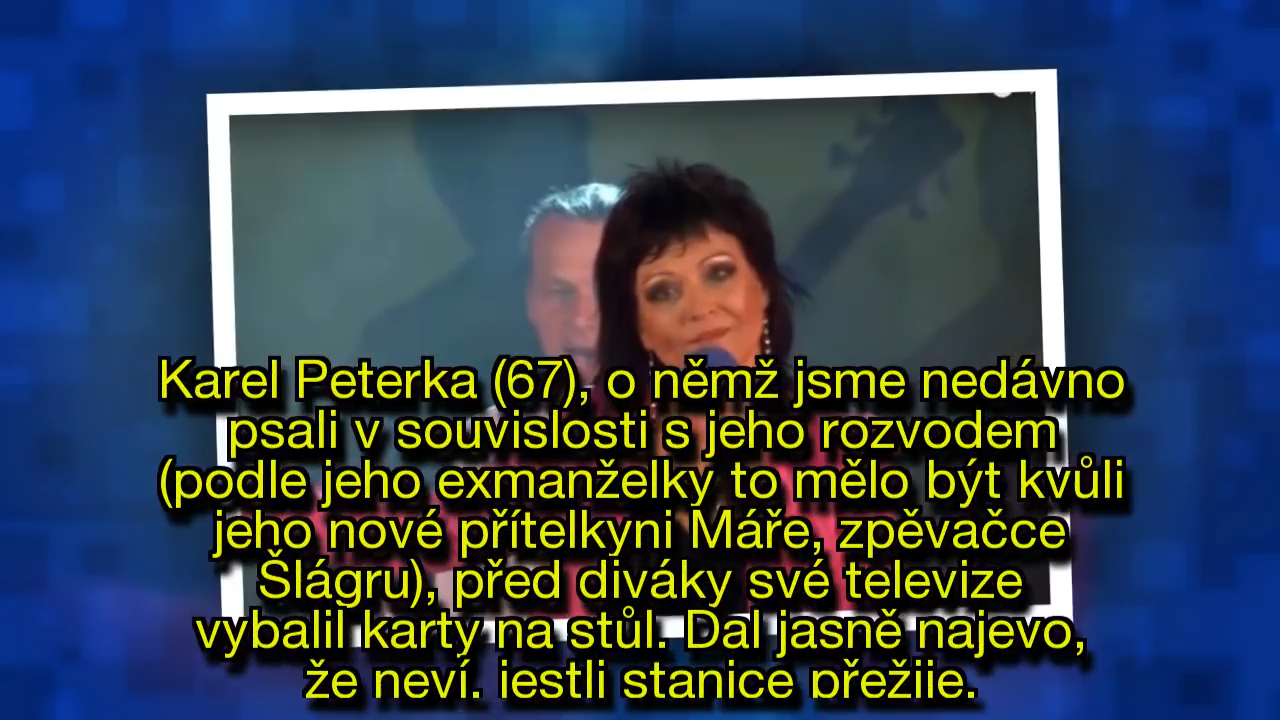 Karel Peterka (67), o němž jsme nedávno
psali v souvislosti s jeho rozvodem
(podle jeho exmanželky to mělo být kvůli
jeho nové přítelkyni Máře, zpěvačce
Šlágru), před diváky své televize
vybalil karty na stůl. Dal jasně najevo,
že neví, jestli stanice přežije.